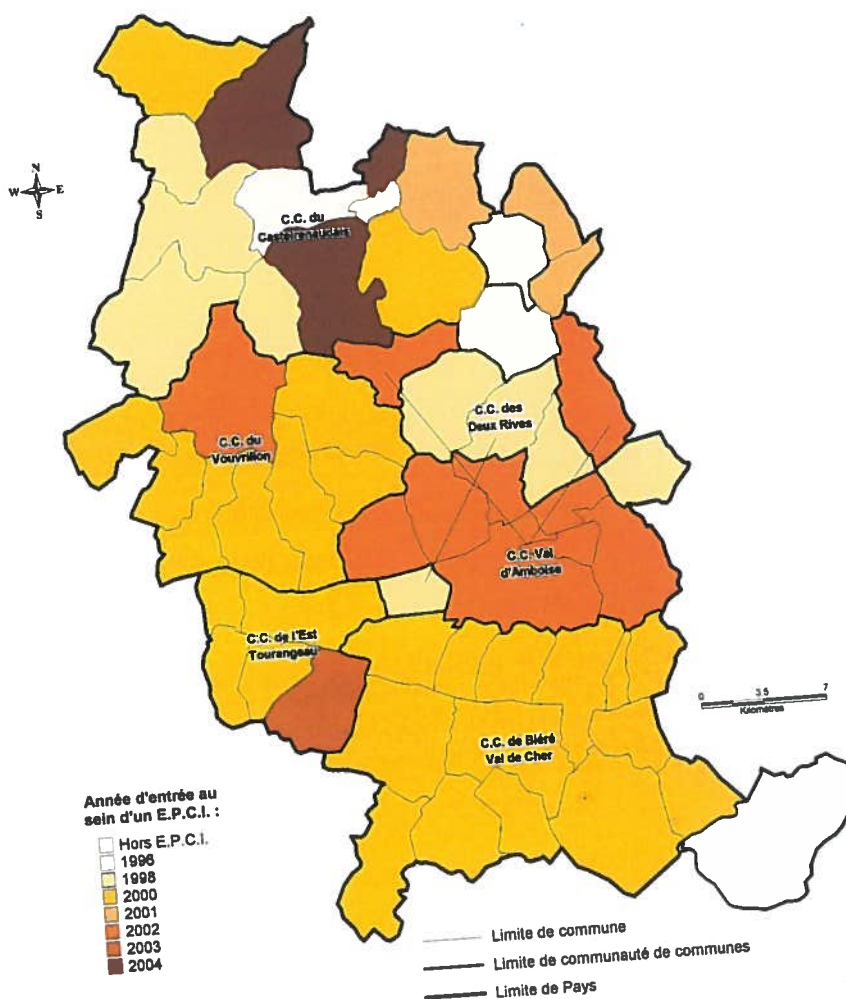 N
W E
S
C.C. du
Castelrenaudais
C.C. des
Deux Rives
C.C. du
Vouvrillon
C.C. Val
d'Amboise
C.C. de l'Est
Tourangeau
0 3.5 7
Kilomètres
C.C. de Bléré
Val de Cher
Année d'entrée au
sein d'un E.P.C.I. :
Hors E.P.C.I.
1996
1998
2000
2001
2002
2003
2004
Limite de commune
Limite de communauté de communes
Limite de Pays